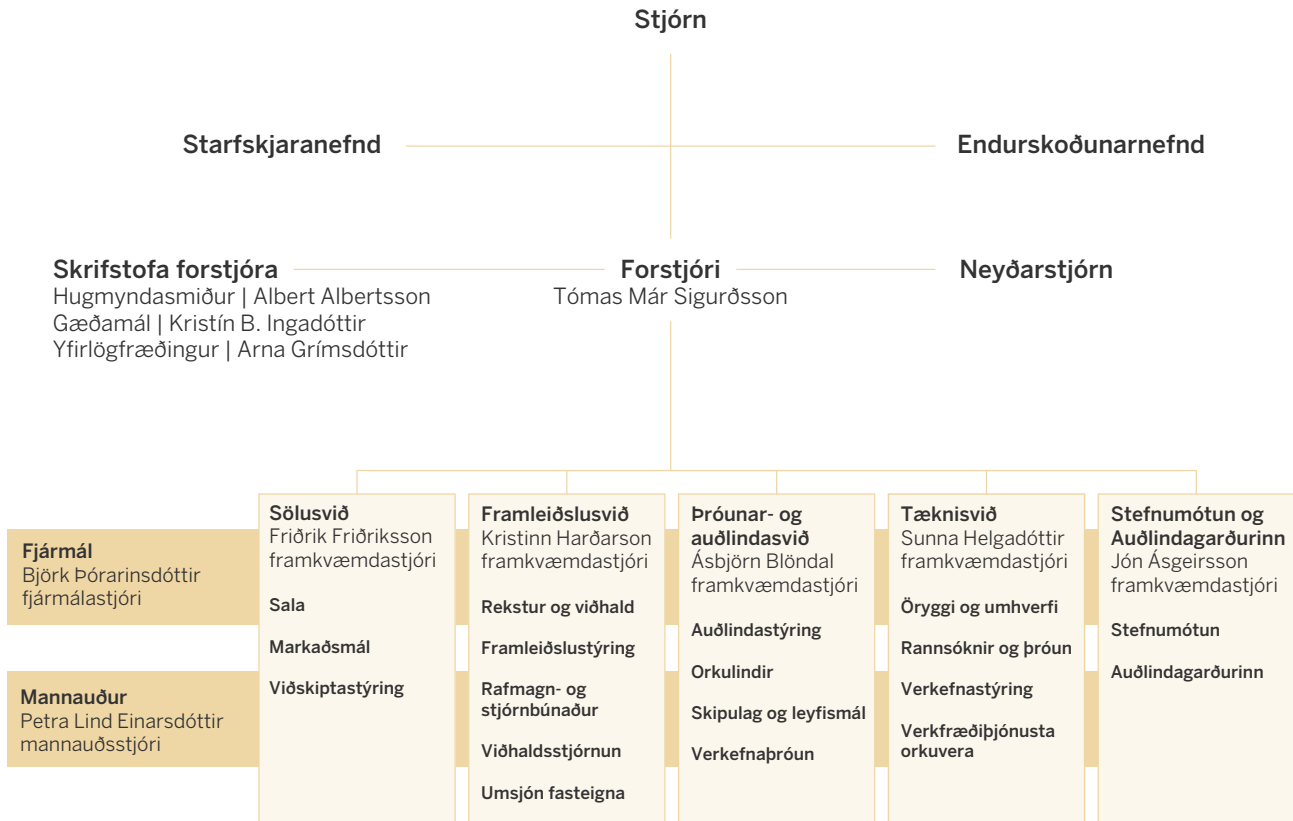 Stjórn
Starfskjaranefnd
Endurskoðunarnefnd
Skrifstofa forstjóra
Hugmyndasmiður | Albert Albertsson
Gæðamál | Kristín B. Ingadóttir
Yfirlögfræðingur | Arna Grímsdóttir
Forstjóri
Tómas Már Sigurðsson
Neyðarstjórn
Fjármál
Björk Þórarinsdóttir
fjármálastjóri
Mannauður
Petra Lind Einarsdóttir
mannauðsstjóri
Sölusvið
Friðrik Friðriksson
framkvæmdastjóri
Sala
Markaðsmál
Viðskiptastýring
Framleiðslusvið
Kristinn Harðarson
framkvæmdastjóri
Rekstur og viðhald
Framleiðslustýring
Rafmagn- og
stjórnbúnaður
Viðhaldsstjórnun
Umsjón fasteigna
Þróunar- og
auðlindasvið
Ásbjörn Blöndal
framkvæmdastjóri
Auðlindastýring
Orkulindir
Skipulag og leyfismál
Verkefnaþróun
Tæknisvið
Sunna Helgadóttir
framkvæmdastjóri
Öryggi og umhverfi
Rannsóknir og þróun
Verkefnastýring
Verkfræðiþjónusta
orkuvera
Stefnumótun og
Auðlindagarðurinn
Jón Ásgeirsson
framkvæmdastjóri
Stefnumótun
Auðlindagarðurinn